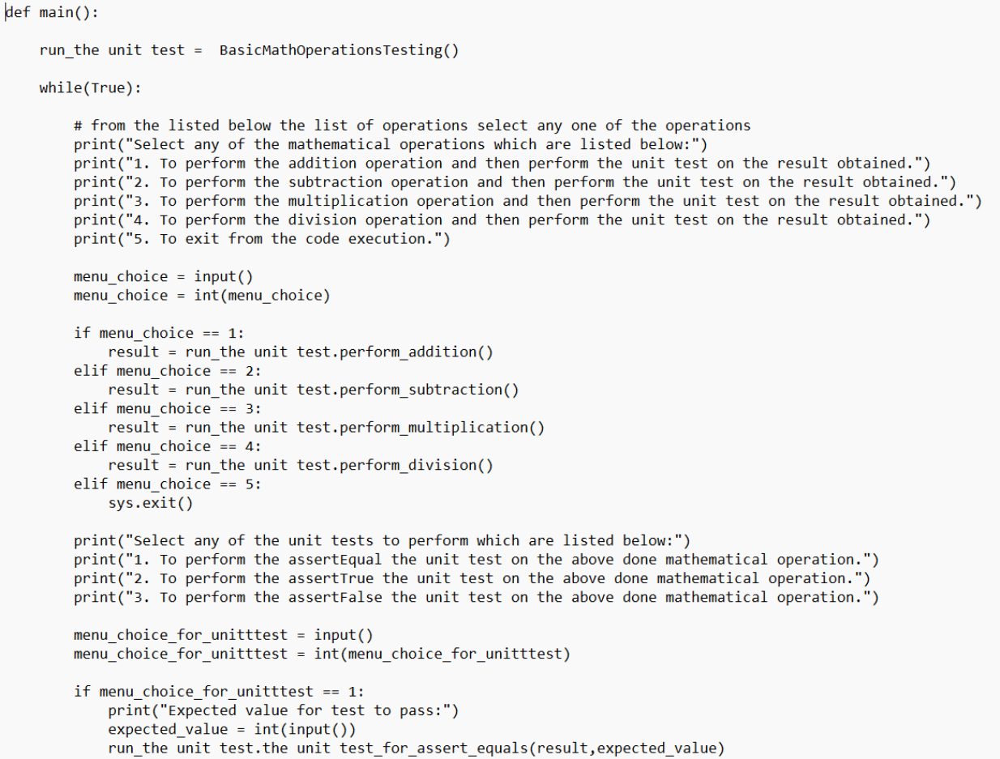 def main():
run_the unit test =  BasicMathOperationsTesting()
while(True):
# from the listed below the list of operations select any one of the operations
print("Select any of the mathematical operations which are listed below:")
print("1. To perform the addition operation and then perform the unit test on the result obtained.")
print("2. To perform the subtraction operation and then perform the unit test on the result obtained.")
print("3. To perform the multiplication operation and then perform the unit test on the result obtained.")
print("4. To perform the division operation and then perform the unit test on the result obtained.")
print("5. To exit from the code execution.")
menu_choice = input()
menu_choice = int(menu_choice)
if menu_choice == 1:
result = run_the unit test.perform_addition()
elif menu_choice == 2:
result = run_the unit test.perform_subtraction()
elif menu_choice == 3:
result = run_the unit test.perform_multiplication()
elif menu_choice == 4:
result = run_the unit test.perform_division()
elif menu_choice == 5:
sys.exit()
print("Select any of the unit tests to perform which are listed below:")
print("1. To perform the assertEqual the unit test on the above done mathematical operation.")
print("2. To perform the assertTrue the unit test on the above done mathematical operation.")
print("3. To perform the assertFalse the unit test on the above done mathematical operation.")
menu_choice_for_unitttest = input()
menu_choice_for_unitttest = int(menu_choice_for_unitttest)
if menu_choice_for_unitttest == 1:
print("Expected value for test to pass:")
expected_value = int(input())
run_the unit test.the unit test_for_assert_equals(result,expected_value)